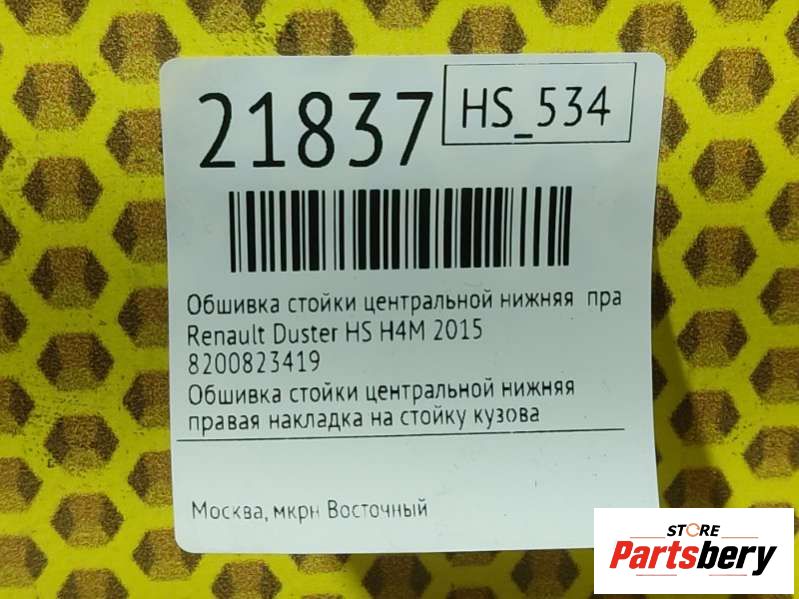 21837
HS_534
Обшивка стойки центральной нижняя пра
Renault Duster HS H4M 2015
8200823419
Обшивка стойки центральной нижняя
правая накладка на стойку кузова
Москва, мкрн Восточный
STORE
Partsbery